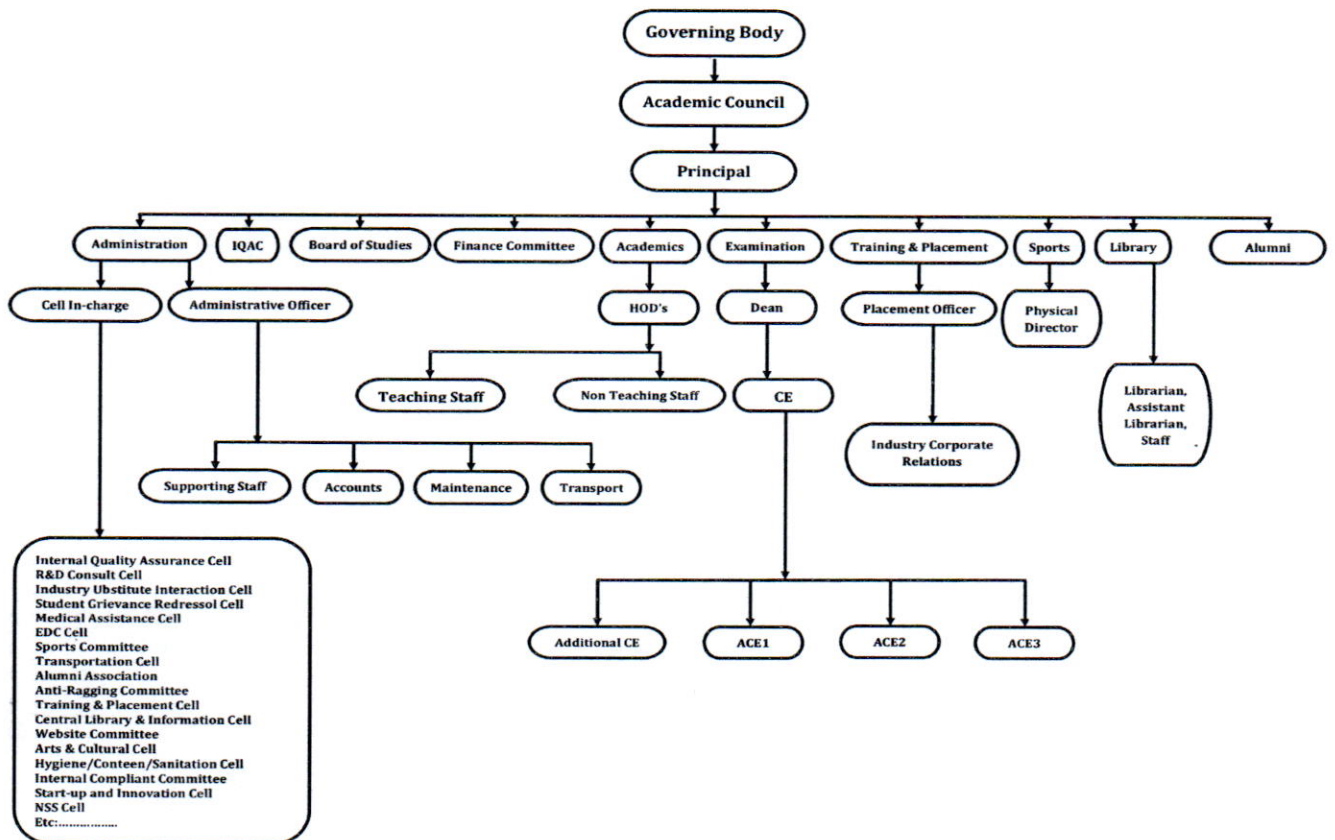 Governing Body
Academic Council
Principal
Administration
IQAC
Board of Studies
Finance Committee
Academics
Examination
Training & Placement
Sports
Library
Alumni
Cell In-charge
Administrative Officer
HOD's
Dean
Placement Officer
Physical
Director
Teaching Staff
Non Teaching Staff
CE
Librarian,
Assistant
Librarian,
Staff
Industry Corporate
Relations
Supporting Staff
Accounts
Maintenance
Transport
Internal Quality Assurance Cell
R&D Consult Cell
Industry Ubstitute Interaction Cell
Student Grievance Redressol Cell
Medical Assistance Cell
EDC Cell
Sports Committee
Transportation Cell
Alumni Association
Anti-Ragging Committee
Training & Placement Cell
Central Library & Information Cell
Website Committee
Arts & Cultural Cell
Hygiene/Conteen/Sanitation Cell
Internal Compliant Committee
Start-up and Innovation Cell
NSS Cell
Etc:................
Additional CE
ACE1
ACE2
ACE3